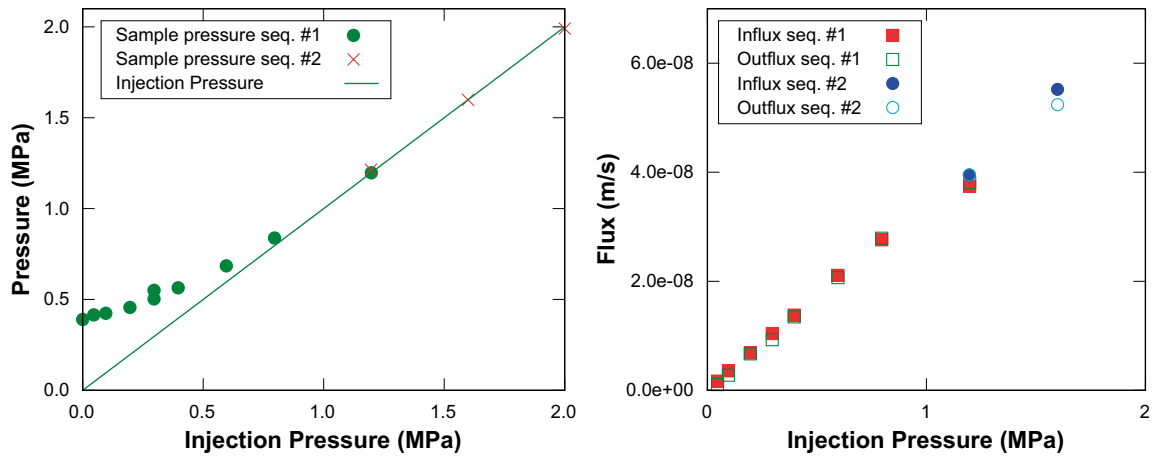 2.0
1.5
1.0
0.5
0.0
Pressure (MPa)
Sample pressure seq. #1
Sample pressure seq. #2
Injection Pressure
0.0 0.5 1.0 1.5 2.0
Injection Pressure (MPa)
6.0e-08
4.0e-08
2.0e-08
0.0e+00
Flux (m/s)
Influx seq. #1
Outflux seq. #1
Influx seq. #2
Outflux seq. #2
0 1 2
Injection Pressure (MPa)